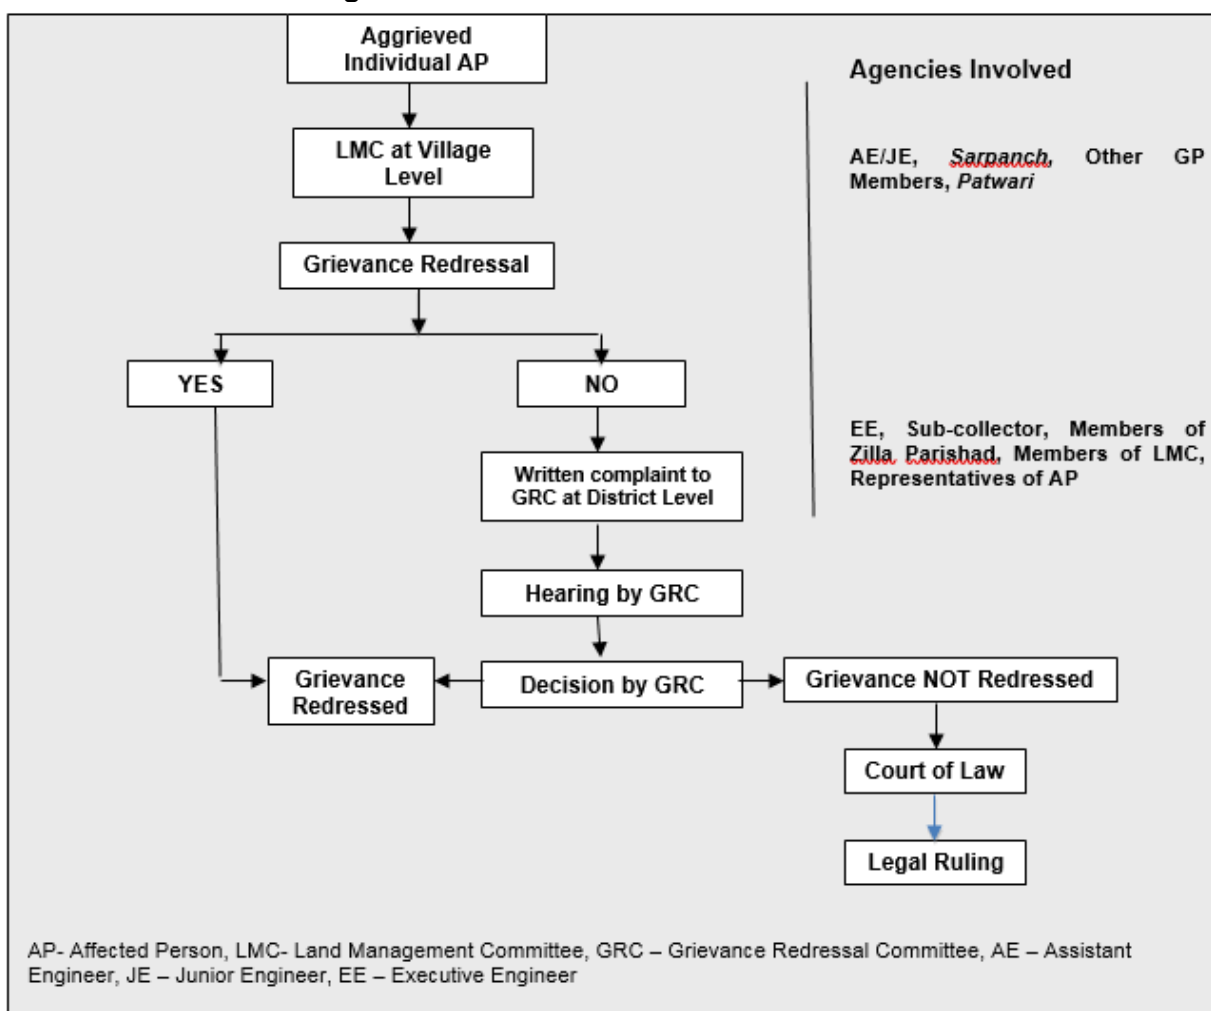 Aggrieved
Individual AP
Agencies Involved
LMC at Village
Level
AE/JE, Sarpanch, Other GP
Members, Patwari
Grievance Redressal
YES
NO
EE, Sub-collector, Members of
Zilla Parishad, Members of LMC,
Representatives of AP
Written complaint to
GRC at District Level
Hearing by GRC
Grievance
Redressed
Decision by GRC
Grievance NOT Redressed
Court of Law
Legal Ruling
AP- Affected Person, LMC- Land Management Committee, GRC – Grievance Redressal Committee, AE – Assistant
Engineer, JE – Junior Engineer, EE – Executive Engineer